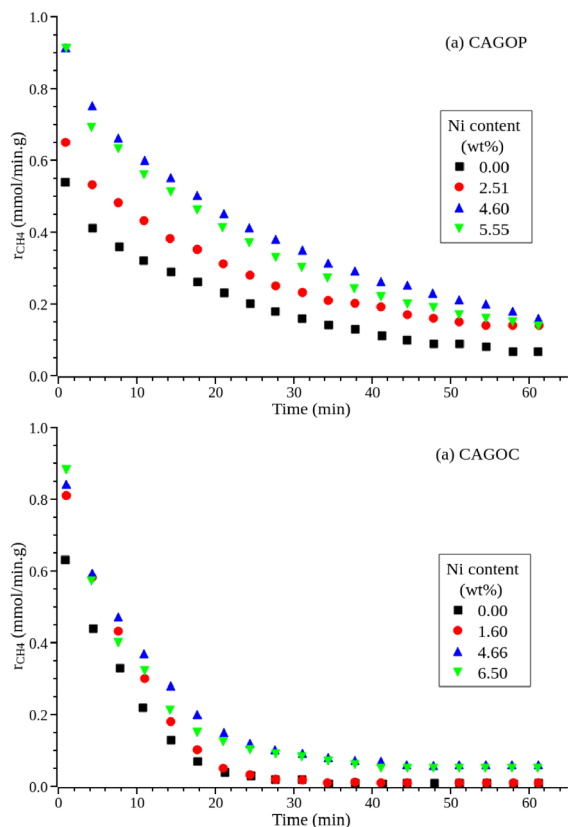 1.0
(a) CAGOP
0.8
Ni content
(wt%)
0.00
2.51
4.60
5.55
0.6
0.4
0.2
0.0
rCH4 (mmol/min.g)
0 10 20 30 40 50 60
Time (min)
1.0
(a) CAGOC
0.8
0.6
Ni content
(wt%)
0.00
1.60
4.66
6.50
0.4
0.2
0.0
rCH4 (mmol/min.g)
0 10 20 30 40 50 60
Time (min)